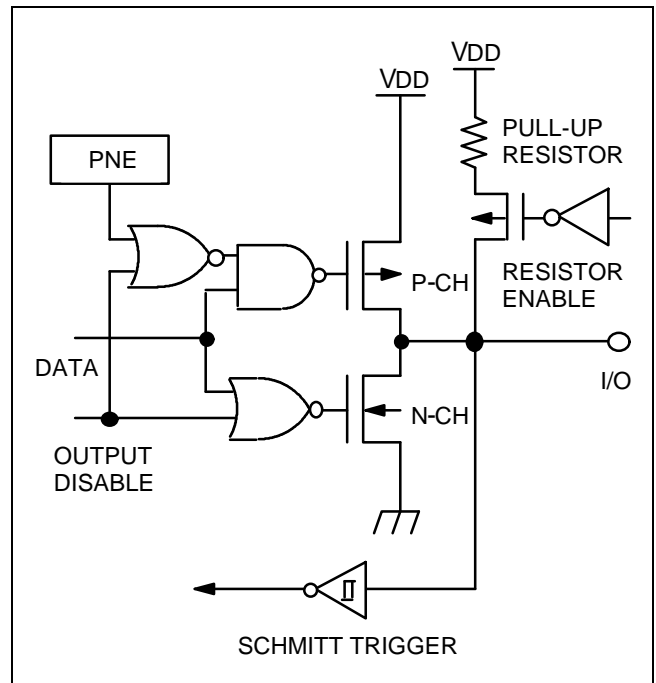 VDD
VDD
PULL-UP
RESISTOR
PNE
P-CH
RESISTOR
ENABLE
DATA
I/O
N-CH
OUTPUT
DISABLE
SCHMITT TRIGGER